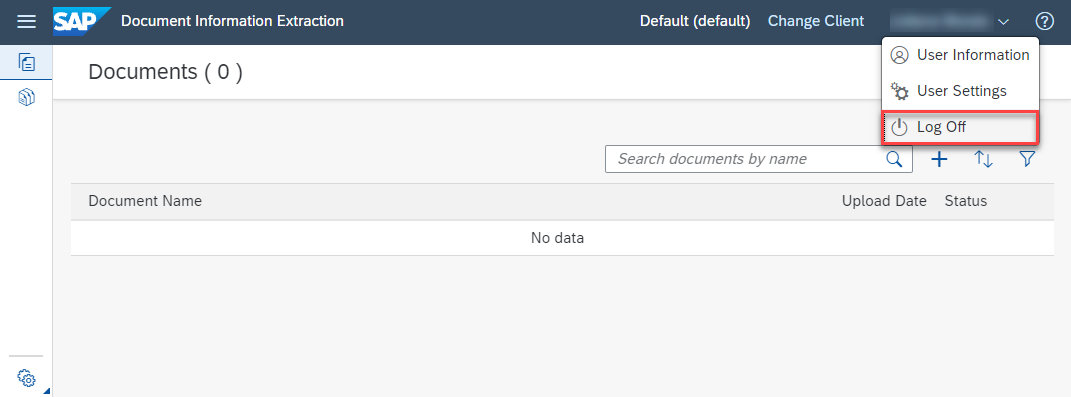 SAP Document Information Extraction Default (default) Change Client
User Information
Documents ( 0 )
User Settings
Log Off
Search documents by name
Document Name Upload Date Status
No data